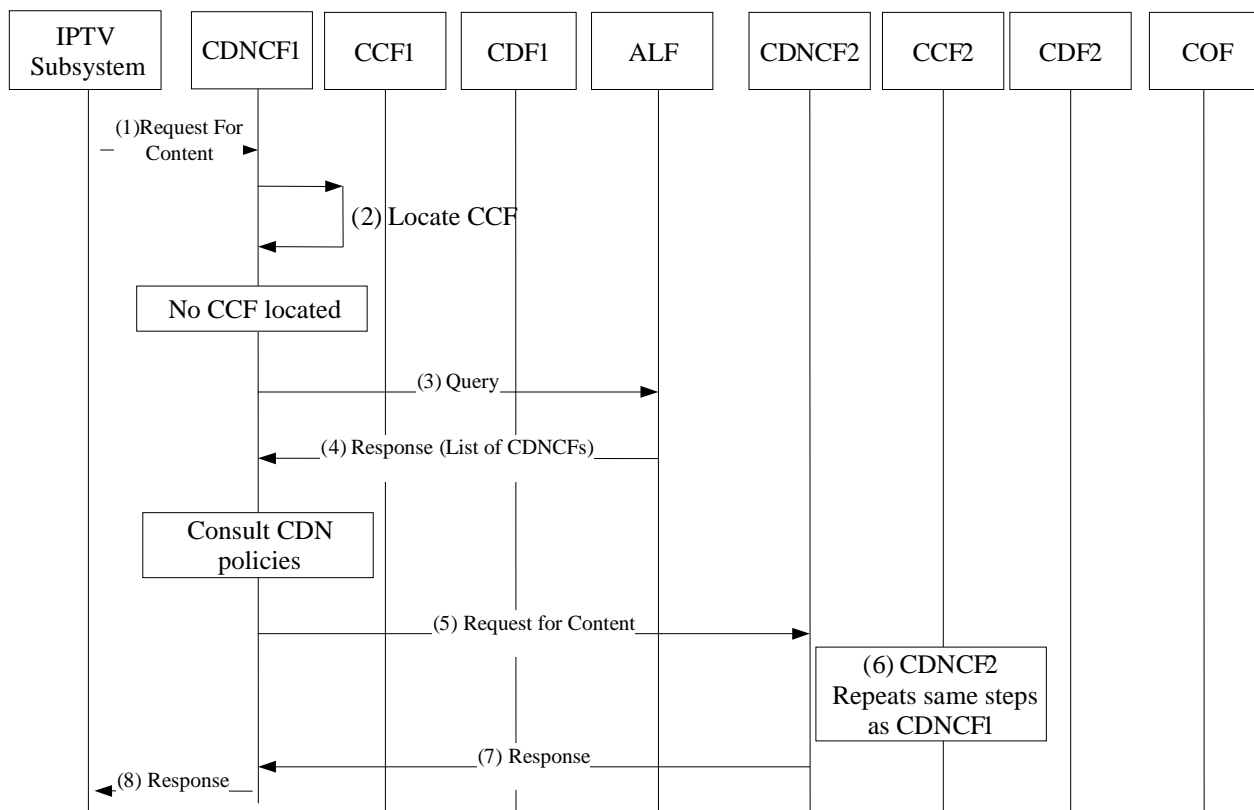 IPTV
Subsystem
CDNCF1
CCF1
CDF1
ALF
CDNCF2
CCF2
CDF2
COF
(1)Request For
Content
(2) Locate CCF
No CCF located
(3) Query
(4) Response (List of CDNCFs)
Consult CDN
policies
(5) Request for Content
(6) CDNCF2
Repeats same steps
as CDNCF1
(7) Response
(8) Response